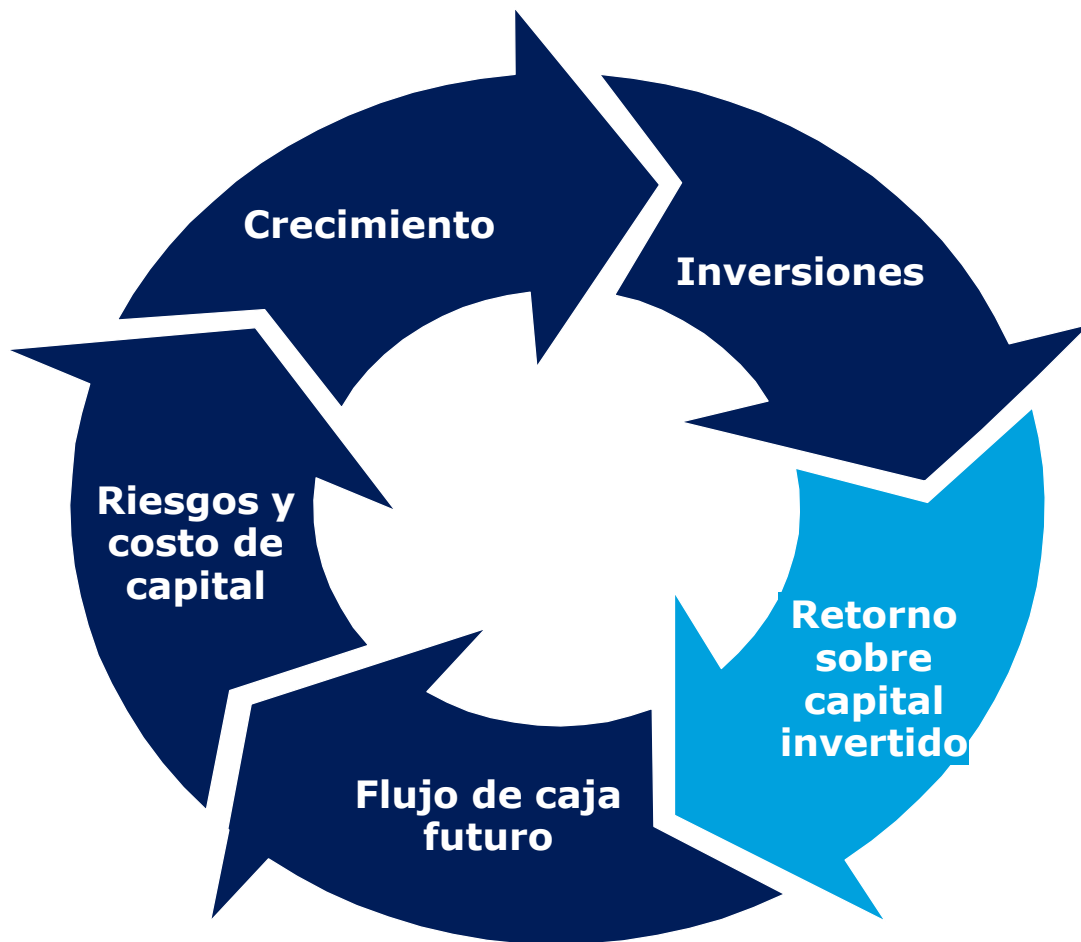 Crecimiento
Inversiones
Retorno
sobre
capital
invertido
Flujo de caja
futuro
Riesgos y
costo de
capital